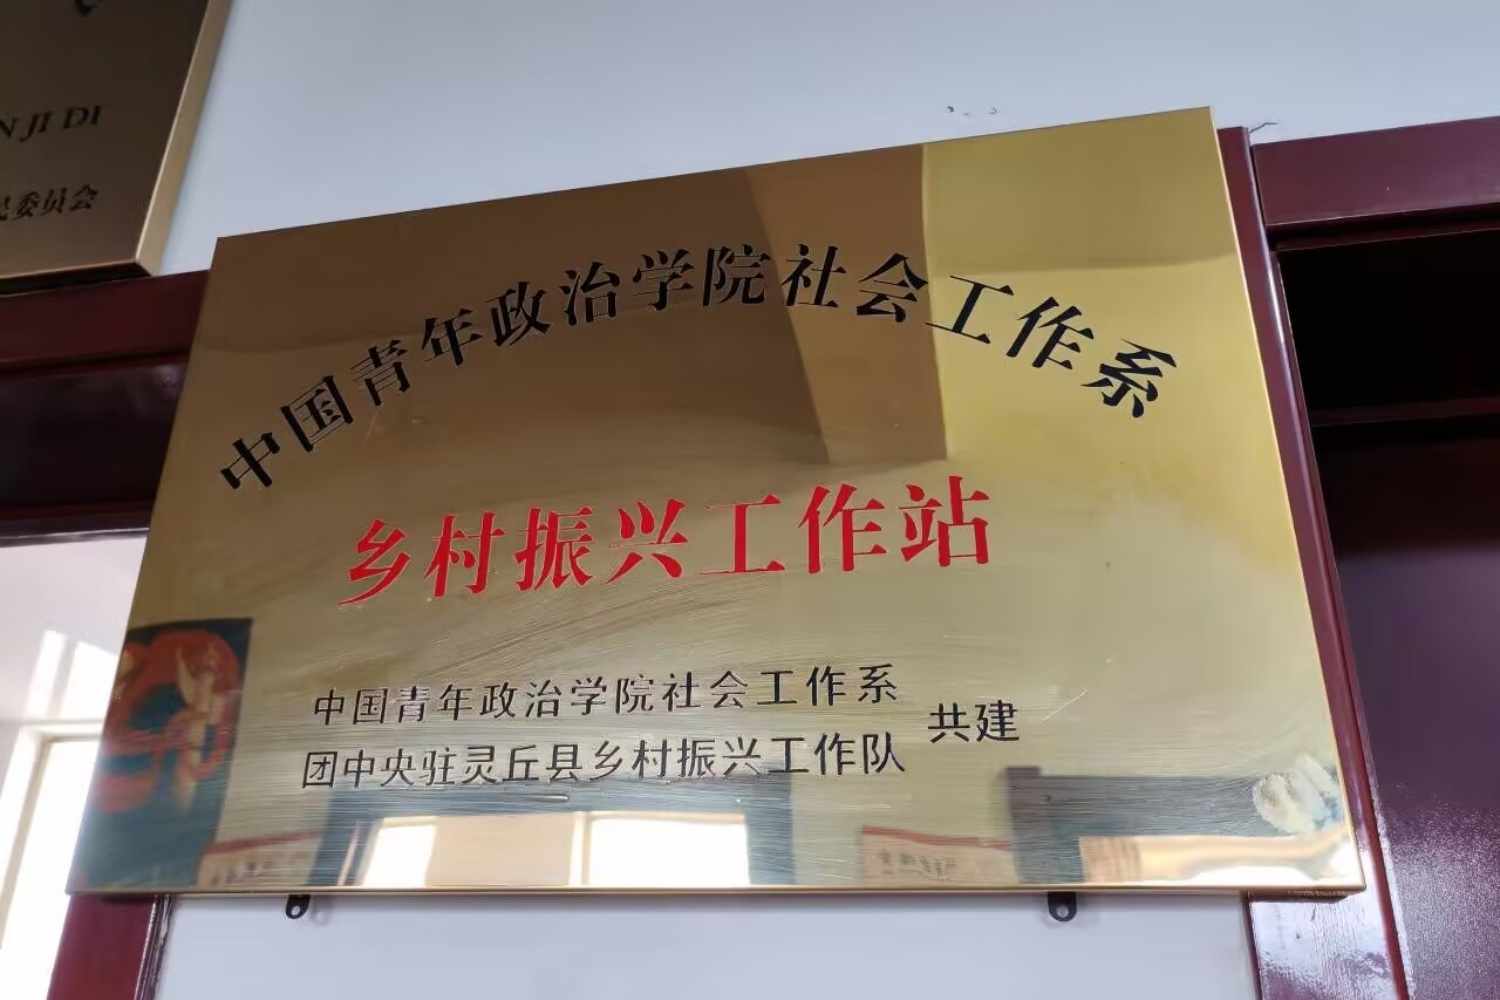 N JI DI
民委员会
中国青年政治学院社会工作系
乡村振兴工作站
中国青年政治学院社会工作系
团中央驻灵丘县乡村振兴工作队
共建